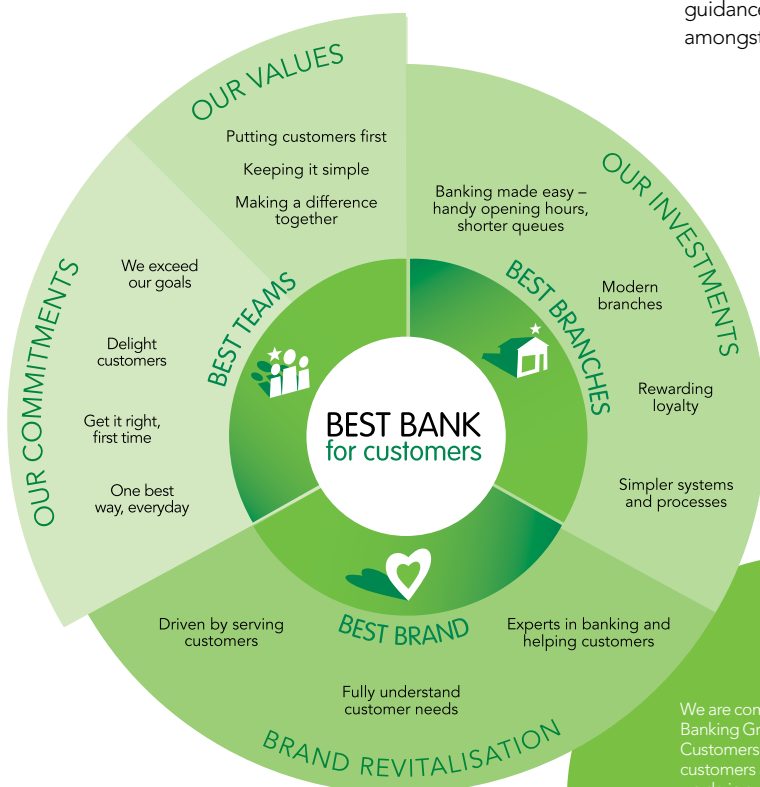 guidance
amongst
OUR VALUES
Putting customers first
Keeping it simple
Making a difference
together
OUR INVESTMENTS
Banking made easy –
handy opening hours,
shorter queues
Modern
branches
Rewarding
loyalty
Simpler systems
and processes
BEST BRANCHES
OUR COMMITMENTS
We exceed
our goals
Delight
customers
Get it right,
first time
One best
way, everyday
BEST TEAMS
BEST BANK
for customers
BEST BRAND
Driven by serving
customers
Experts in banking and
helping customers
Fully understand
customer needs
BRAND REVITALISATION
We are
Banking
Customers
customers